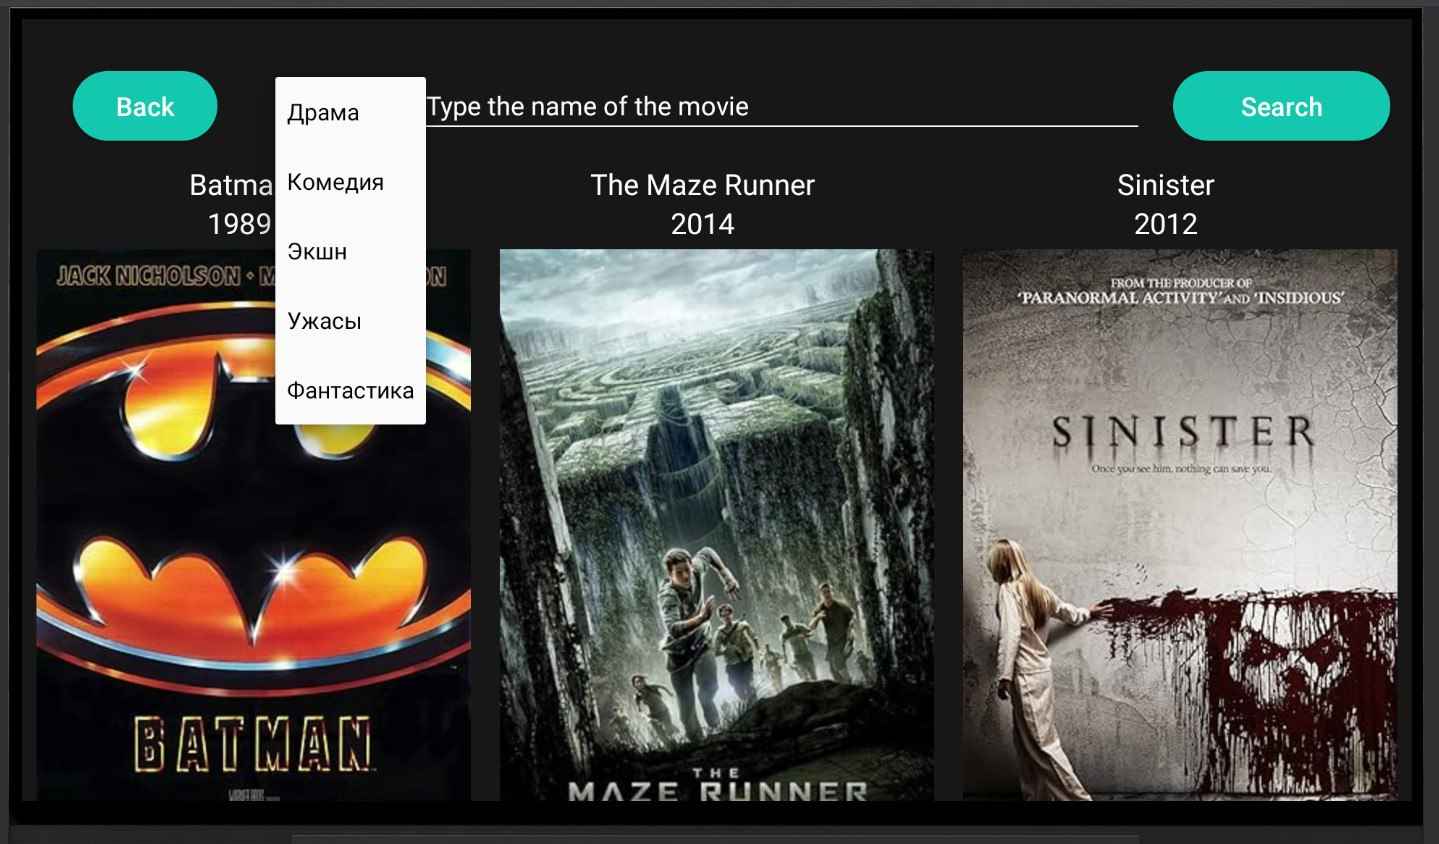 Back
Драма
Комедия
Экшн
Ужасы
Фантастика
Type the name of the movie
Search
Batma
1989
The Maze Runner
2014
Sinister
2012
JACK NICHOLSON • M ON
BATMAN
THE
MAZE RUNNER
FROM THE PRODUCER OF
'PARANORMAL ACTIVITY' AND 'INSIDIOUS'
SINISTER
Once you see him, nothing can save you.